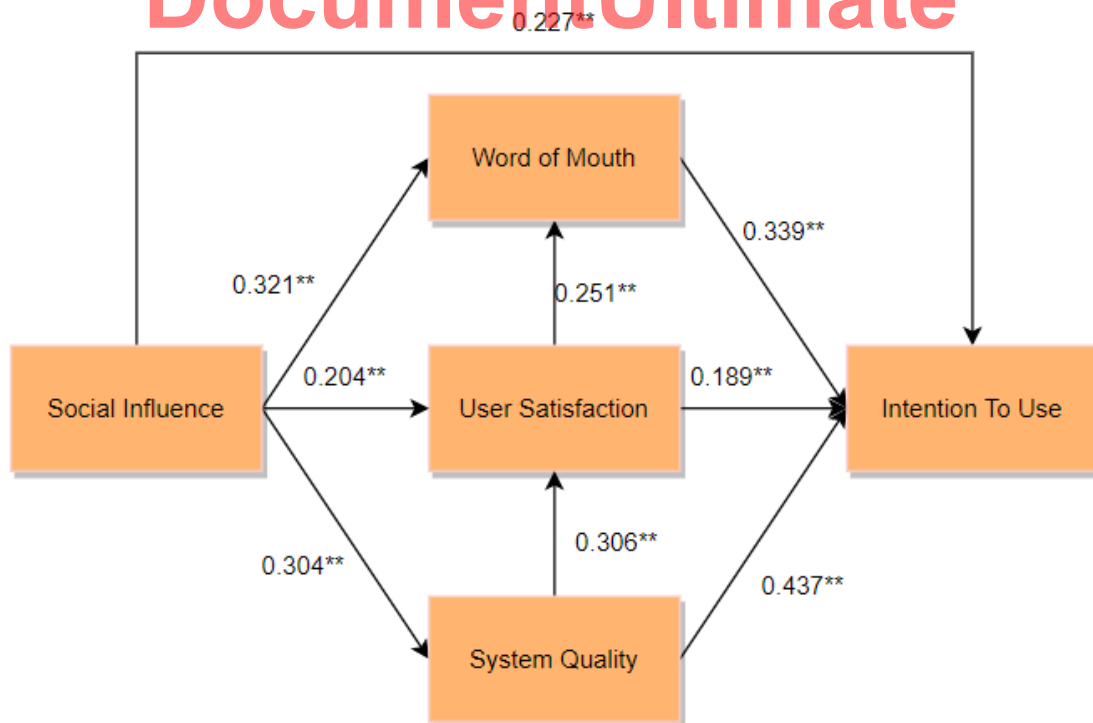 DocumentUltimate
0.227**
Word of Mouth
0.339**
0.321**
0.251**
0.204**
0.189**
Social Influence
User Satisfaction
Intention To Use
0.306**
0.304**
0.437**
System Quality